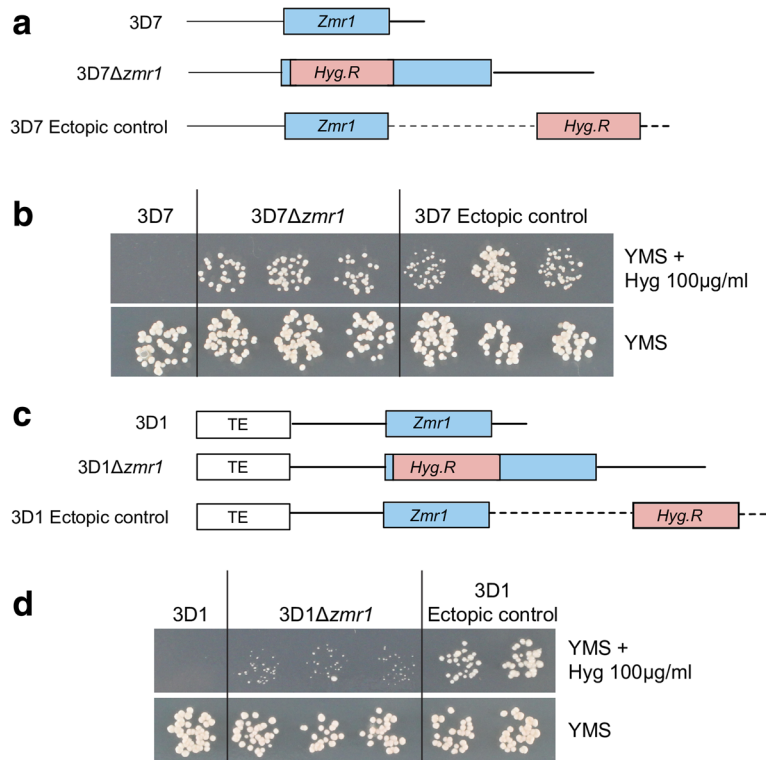 a
3D7
Zmr1
3D7Δzmr1
Hyg.R
3D7 Ectopic control
Zmr1
Hyg.R
b
3D7
3D7Δzmr1
3D7 Ectopic control
YMS +
Hyg 100µg/ml
YMS
c
3D1
TE
Zmr1
3D1Δzmr1
TE
Hyg.R
3D1 Ectopic control
TE
Zmr1
Hyg.R
d
3D1
3D1Δzmr1
3D1
Ectopic control
YMS +
Hyg 100µg/ml
YMS